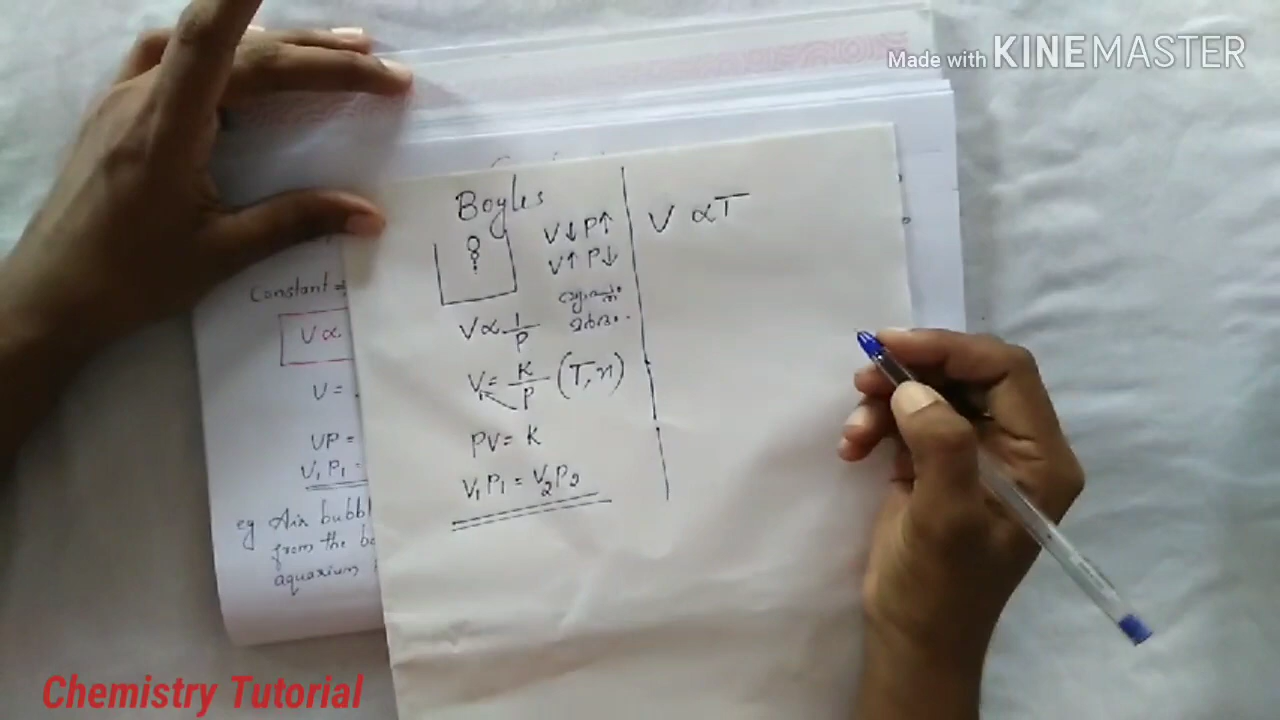 Made with KINEMASTER
Boyles
V↓ P↑
V↑ P↓
V ∝ 1/P
V = K/P (T, n)
PV = K
V₁P₁ = V₂P₂
V ∝ T
Constant
V ∝
V =
VP =
V₁P₁ =
eg Air bubbl
from the
aquarium
Chemistry Tutorial